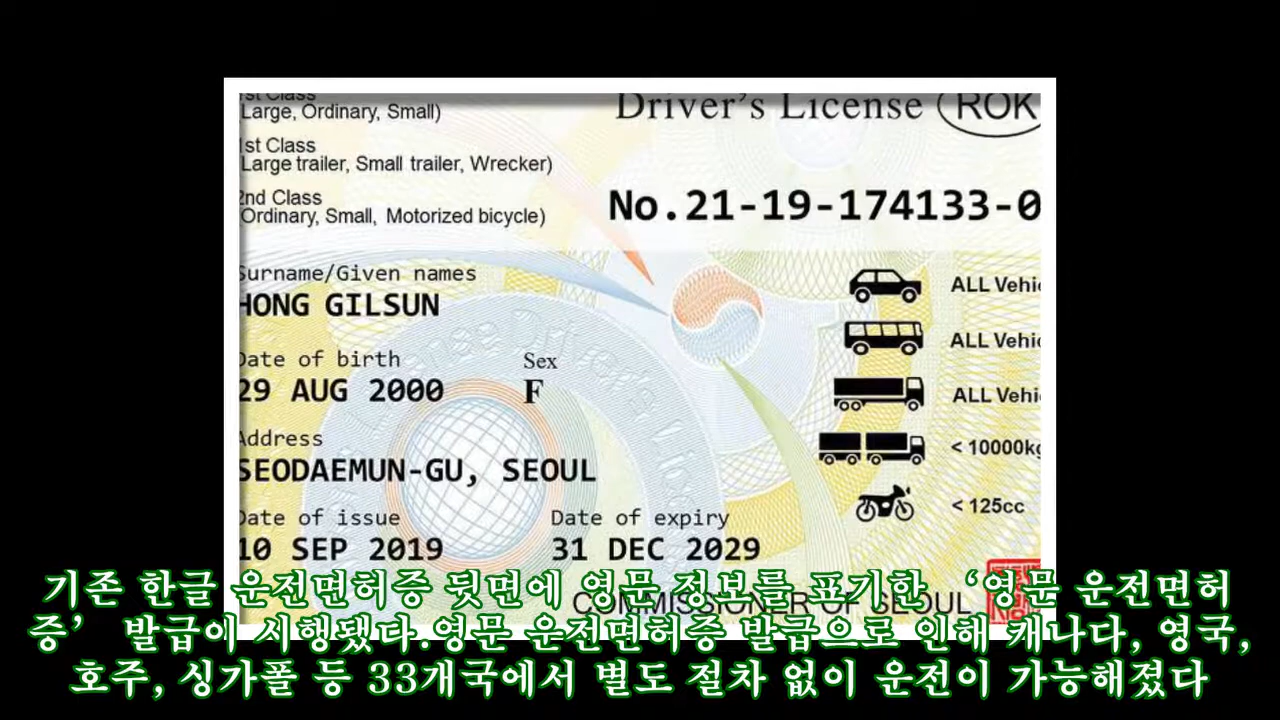 1st Class
(Large, Ordinary, Small)
Driver's License ROK
1st Class
(Large trailer, Small trailer, Wrecker)
2nd Class
(Ordinary, Small, Motorized bicycle)
No.21-19-174133-0
Surname/Given names
HONG GILSUN
ALL
Date of birth
Sex
ALL
29 AUG 2000
F
ALL
Address
< 10000kg
SEODAEMUN-GU, SEOUL
< 125cc
Date of issue
Date of expiry
10 SEP 2019
31 DEC 2029
COMMISSIONER OF SEOUL
기존 한글 운전면허증 뒷면에 영문 정보를 표기한 ‘영문 운전면허
증’ 발급이 시행됐다.영문 운전면허증 발급으로 인해 캐나다, 영국,
호주, 싱가폴 등 33개국에서 별도 절차 없이 운전이 가능해졌다